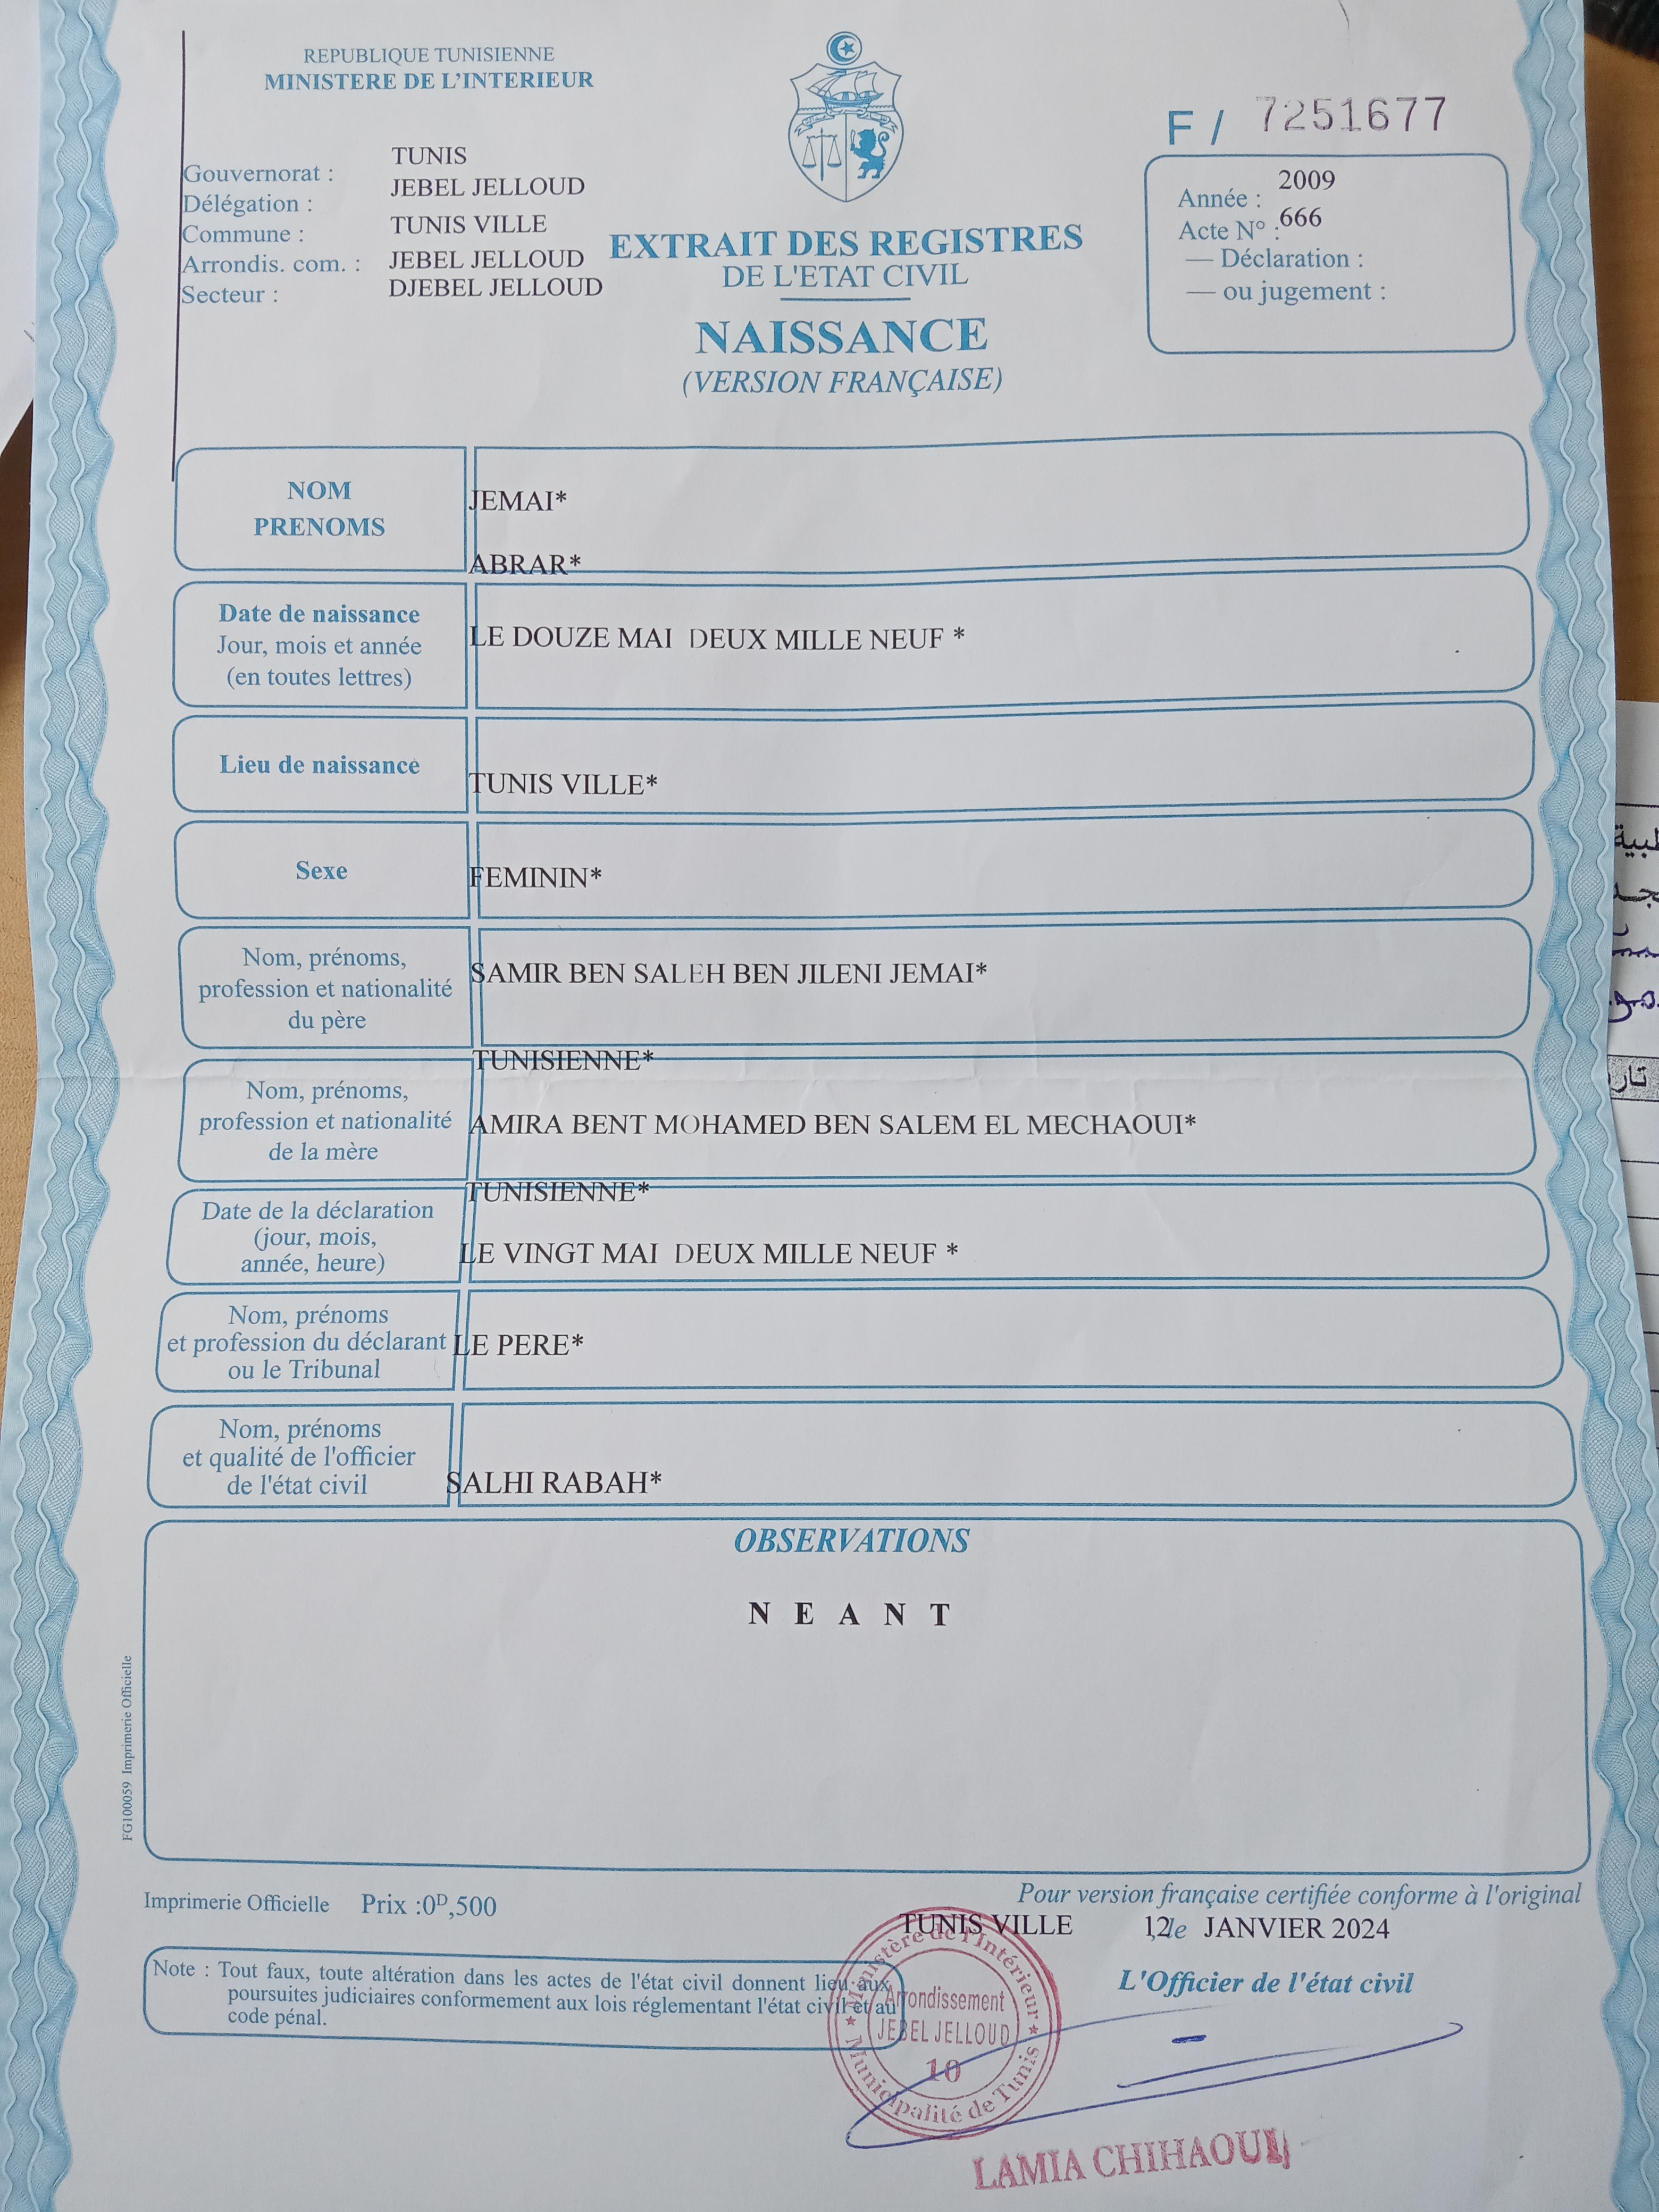 REPUBLIQUE TUNISIENNE
MINISTERE DE L'INTERIEUR
F / 7251677
Gouvernorat : TUNIS
Délégation : JEBEL JELLOUD
Commune : TUNIS VILLE
Arrondis. com. : JEBEL JELLOUD
Secteur : DJEBEL JELLOUD
EXTRAIT DES REGISTRES
DE L'ETAT CIVIL
NAISSANCE
(VERSION FRANÇAISE)
Année : 2009
Acte N° : 666
— Déclaration :
— ou jugement :
NOM
PRENOMS
JEMAI*
ABRAR*
Date de naissance
Jour, mois et année
(en toutes lettres)
LE DOUZE MAI DEUX MILLE NEUF *
Lieu de naissance
TUNIS VILLE*
Sexe
FEMININ*
Nom, prénoms,
profession et nationalité
du père
SAMIR BEN SALEH BEN JILENI JEMAI*
TUNISIENNE*
Nom, prénoms,
profession et nationalité
de la mère
AMIRA BENT MOHAMED BEN SALEM EL MECHAOUI*
TUNISIENNE*
Date de la déclaration
(jour, mois,
année, heure)
LE VINGT MAI DEUX MILLE NEUF *
Nom, prénoms
et profession du déclarant
ou le Tribunal
LE PERE*
Nom, prénoms
et qualité de l'officier
de l'état civil
SALHI RABAH*
OBSERVATIONS
N E A N T
FG100059 Imprimerie Officielle
Imprimerie Officielle Prix :0D,500
Pour version française certifiée conforme à l'original
TUNIS VILLE 12 ,le JANVIER 2024
L'Officier de l'état civil
Note : Tout faux, toute altération dans les actes de l'état civil donnent lieu aux
poursuites judiciaires conformement aux lois réglementant l'état civil et au
code pénal.
Ministère de l'Intérieur
Arrondissement
JEBEL JELLOUD
10
Municipalité de Tunis
LAMIA CHIHAOUI